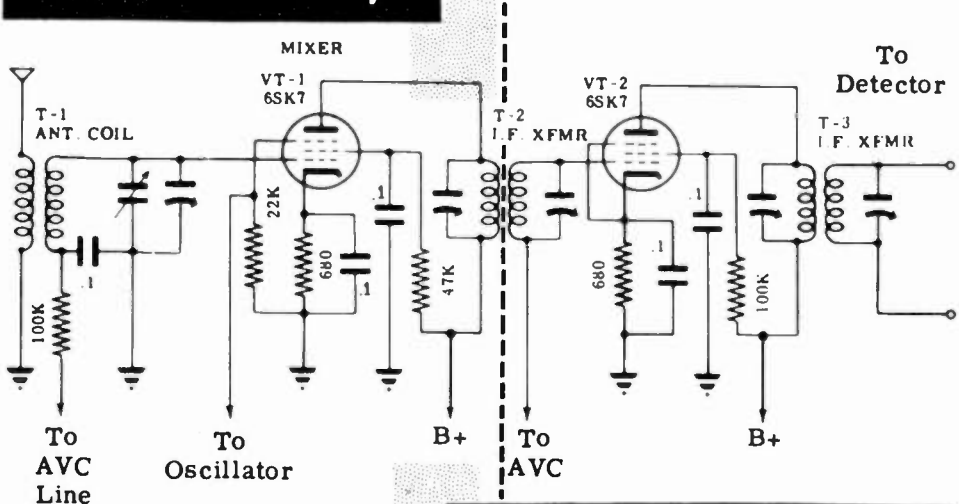 MIXER
VT-1
6SK7
T-1
ANT. COIL
22K
680
.1
47K
.1
.1
100K
To
AVC
Line
To
Oscillator
B+
T-2
I.F. XFMR
To
AVC
VT-2
6SK7
680
.1
.1
100K
B+
T-3
I.F. XFMR
To
Detector